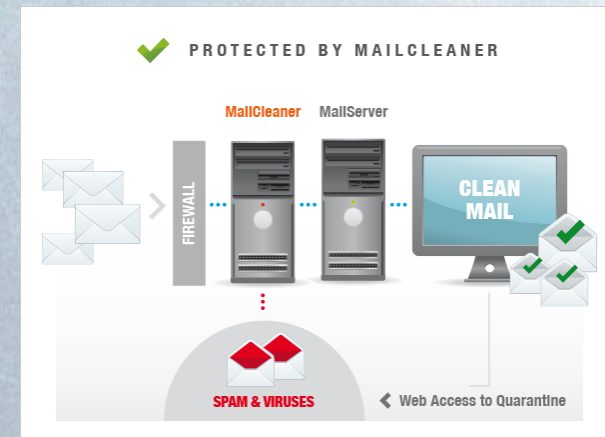 PROTECTED BY MAILCLEANER
MailCleaner MailServer
FIREWALL
CLEAN
MAIL
SPAM & VIRUSES
Web Access to Quarantine